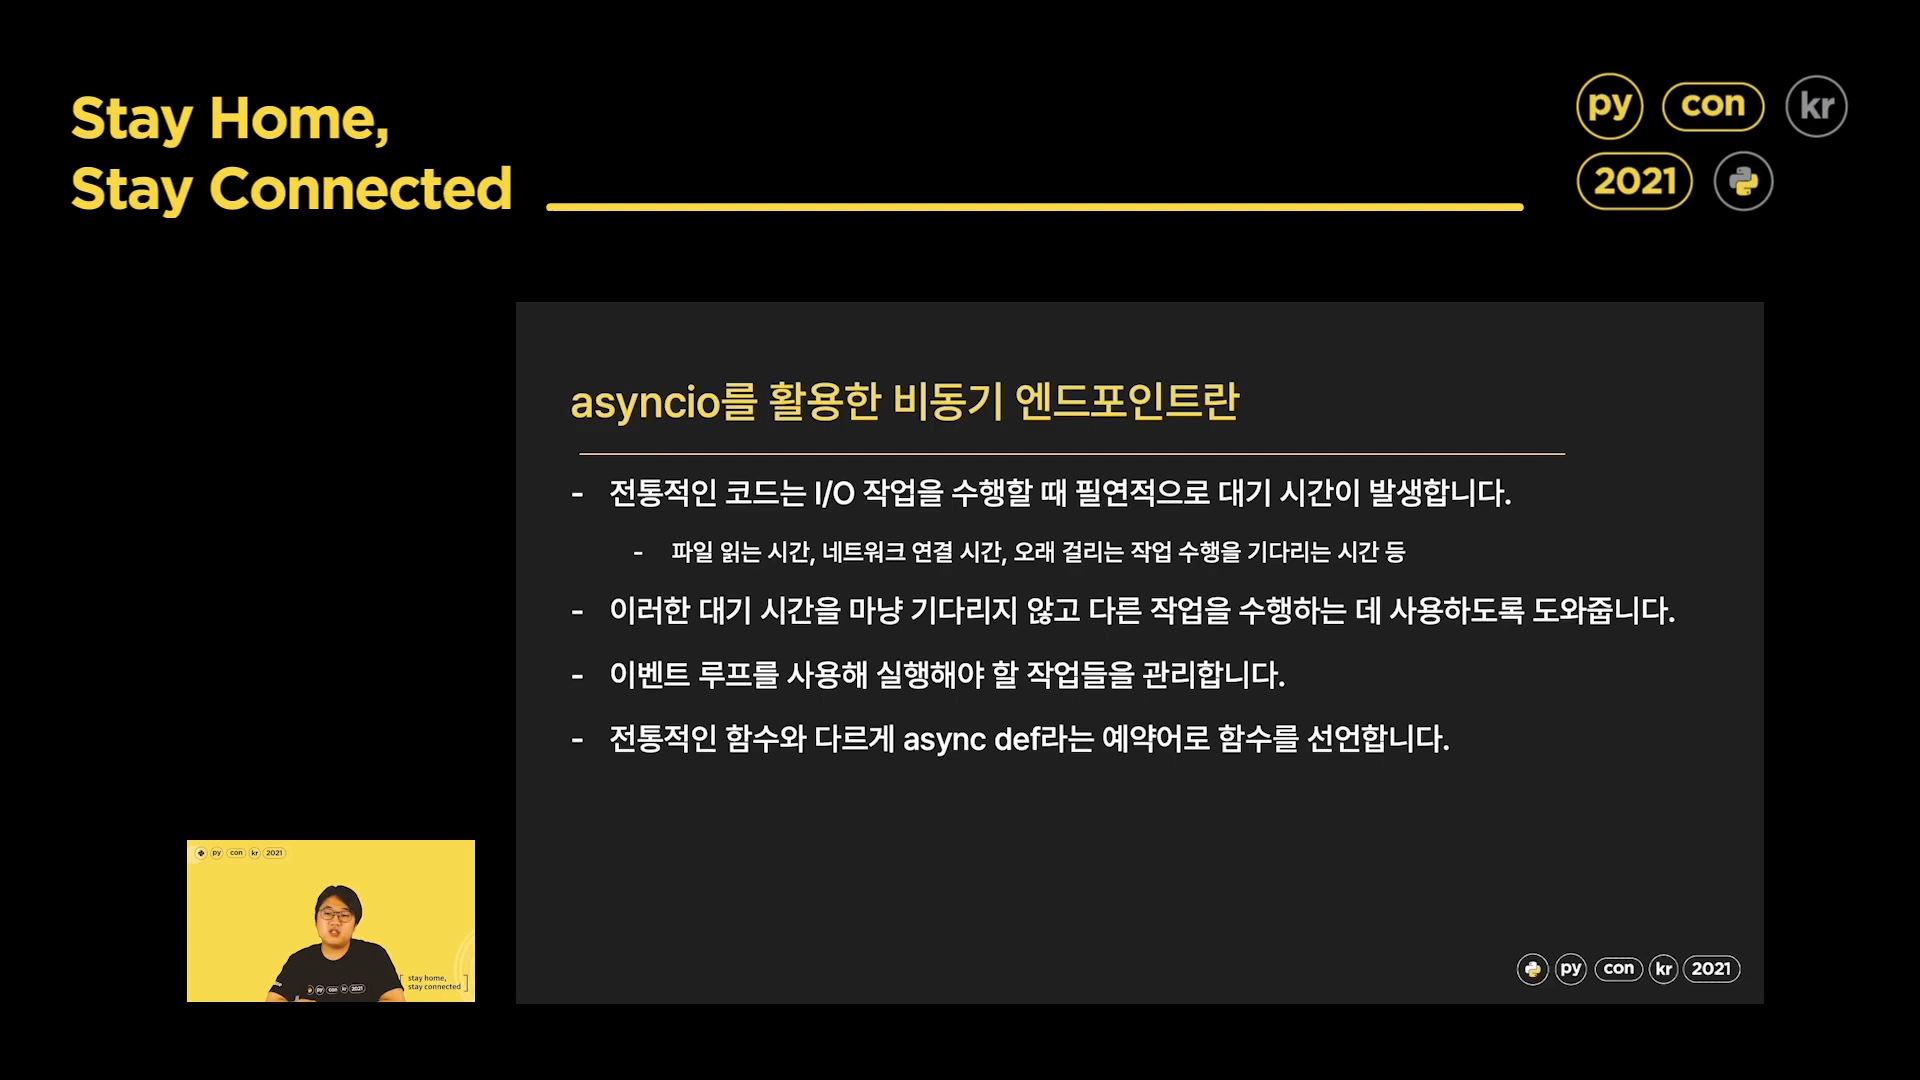 Stay Home,
Stay Connected
py con kr
2021
asyncio를 활용한 비동기 엔드포인트란
- 전통적인 코드는 I/O 작업을 수행할 때 필연적으로 대기 시간이 발생합니다.
- 파일 읽는 시간, 네트워크 연결 시간, 오래 걸리는 작업 수행을 기다리는 시간 등
- 이러한 대기 시간을 마냥 기다리지 않고 다른 작업을 수행하는 데 사용하도록 도와줍니다.
- 이벤트 루프를 사용해 실행해야 할 작업들을 관리합니다.
- 전통적인 함수와 다르게 async def라는 예약어로 함수를 선언합니다.
py con kr 2021
stay home,
stay connected
py con kr 2021
py con kr 2021